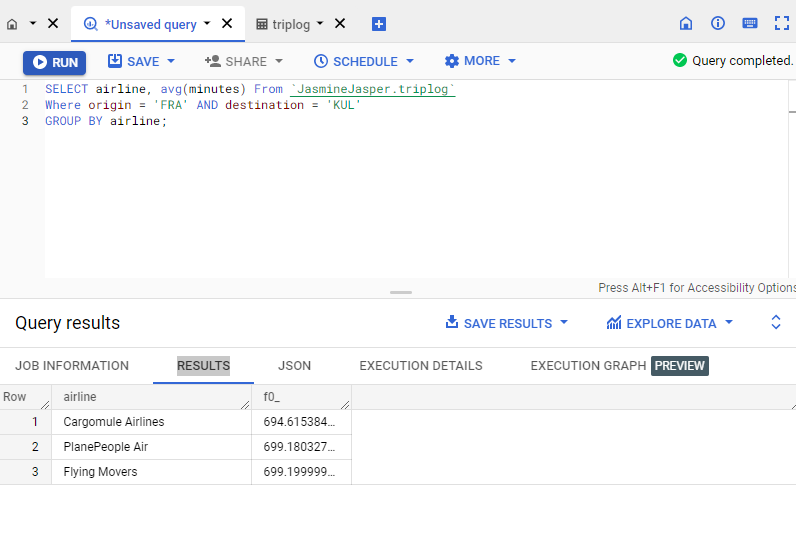 *Unsaved query
triplog
RUN
SAVE
SHARE
SCHEDULE
MORE
Query completed.
1 SELECT airline, avg(minutes) From `JasmineJasper.triplog`
2 Where origin = 'FRA' AND destination = 'KUL'
3 GROUP BY airline;
Press Alt+F1 for Accessibility Options
Query results
SAVE RESULTS
EXPLORE DATA
JOB INFORMATION
RESULTS
JSON
EXECUTION DETAILS
EXECUTION GRAPH PREVIEW
Row airline f0_
1 Cargomule Airlines 694.615384...
2 PlanePeople Air 699.180327...
3 Flying Movers 699.199999...